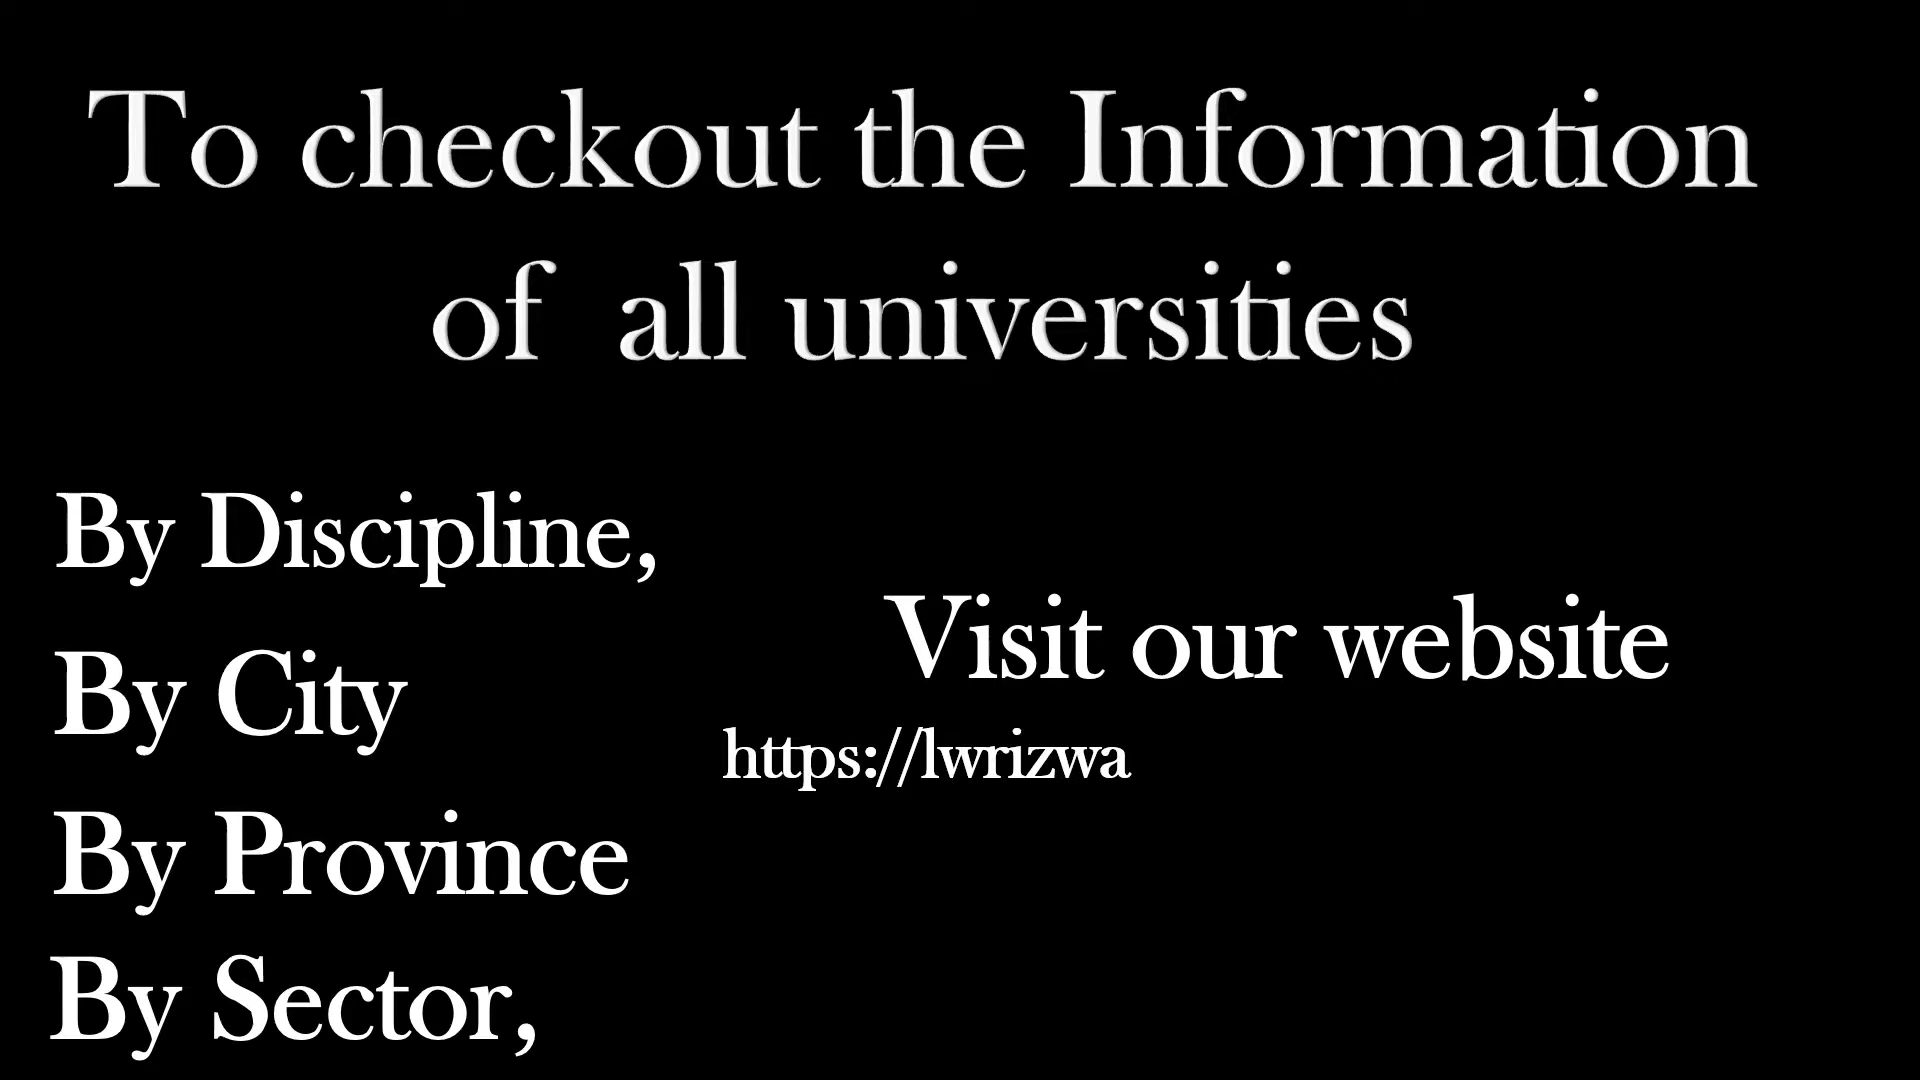 To checkout the Information
of all universities
By Discipline,
By City
By Province
By Sector,
Visit our website
https://lwrizwa